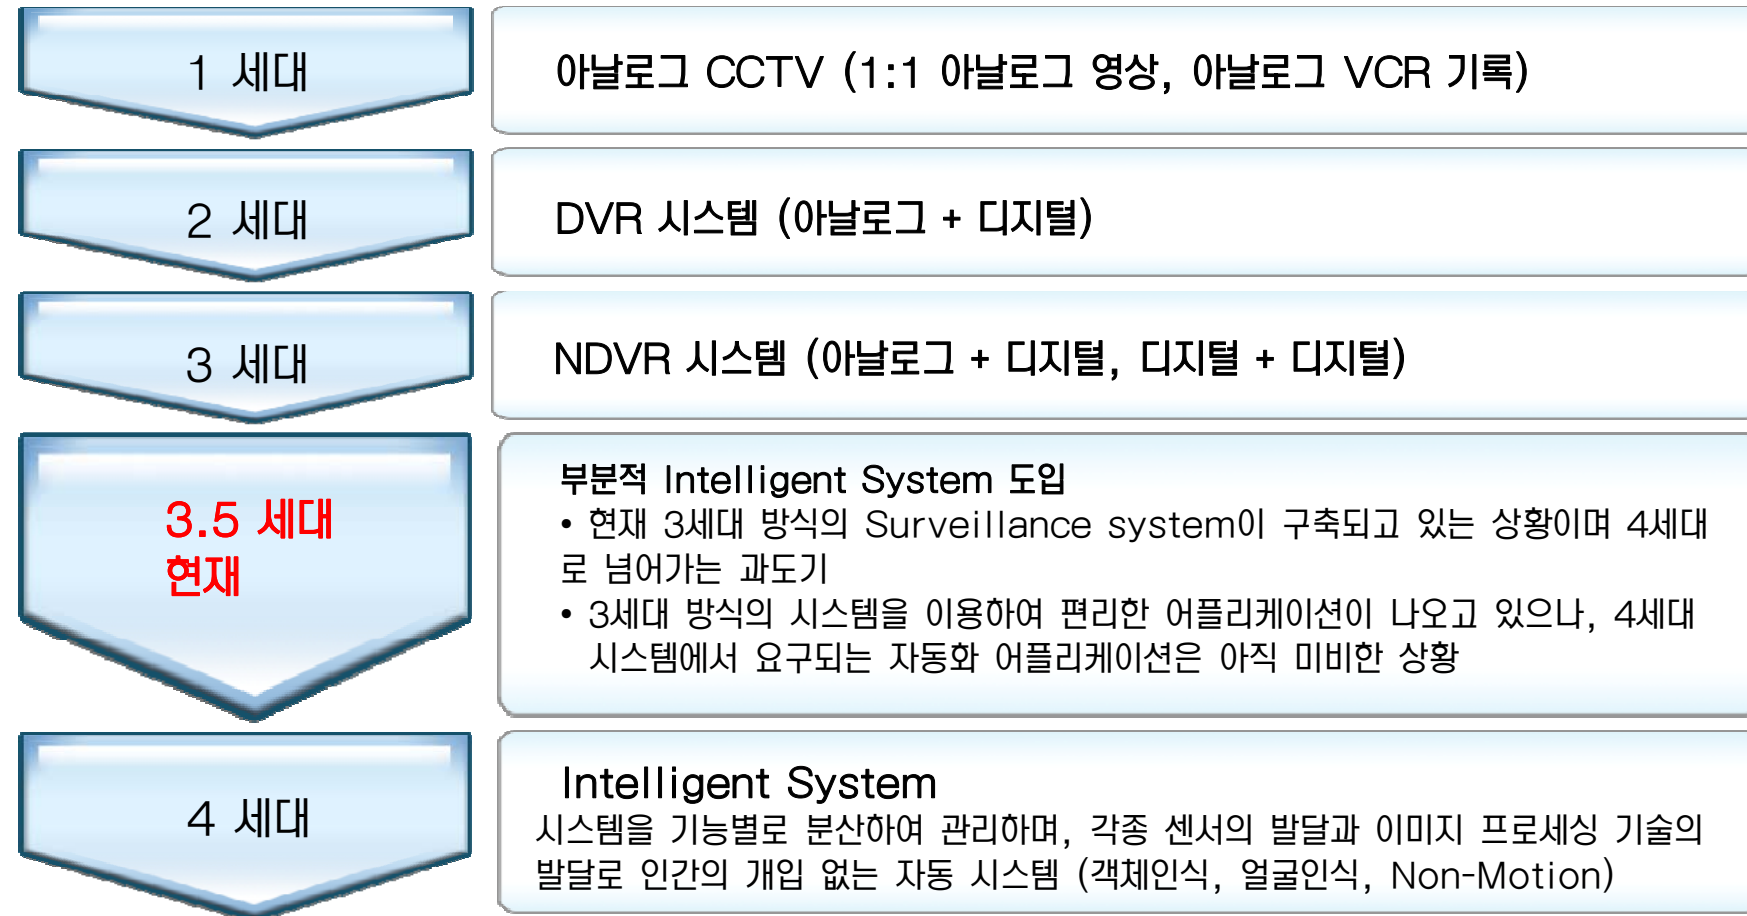 1 세대
아날로그 CCTV (1:1 아날로그 영상, 아날로그 VCR 기록)
2 세대
DVR 시스템 (아날로그 + 디지털)
3 세대
NDVR 시스템 (아날로그 + 디지털, 디지털 + 디지털)
3.5 세대
현재
부분적 Intelligent System 도입
• 현재 3세대 방식의 Surveillance system이 구축되고 있는 상황이며 4세대
로 넘어가는 과도기
• 3세대 방식의 시스템을 이용하여 편리한 어플리케이션이 나오고 있으나, 4세대
시스템에서 요구되는 자동화 어플리케이션은 아직 미비한 상황
4 세대
Intelligent System
시스템을 기능별로 분산하여 관리하며, 각종 센서의 발달과 이미지 프로세싱 기술의
발달로 인간의 개입 없는 자동 시스템 (객체인식, 얼굴인식, Non-Motion)